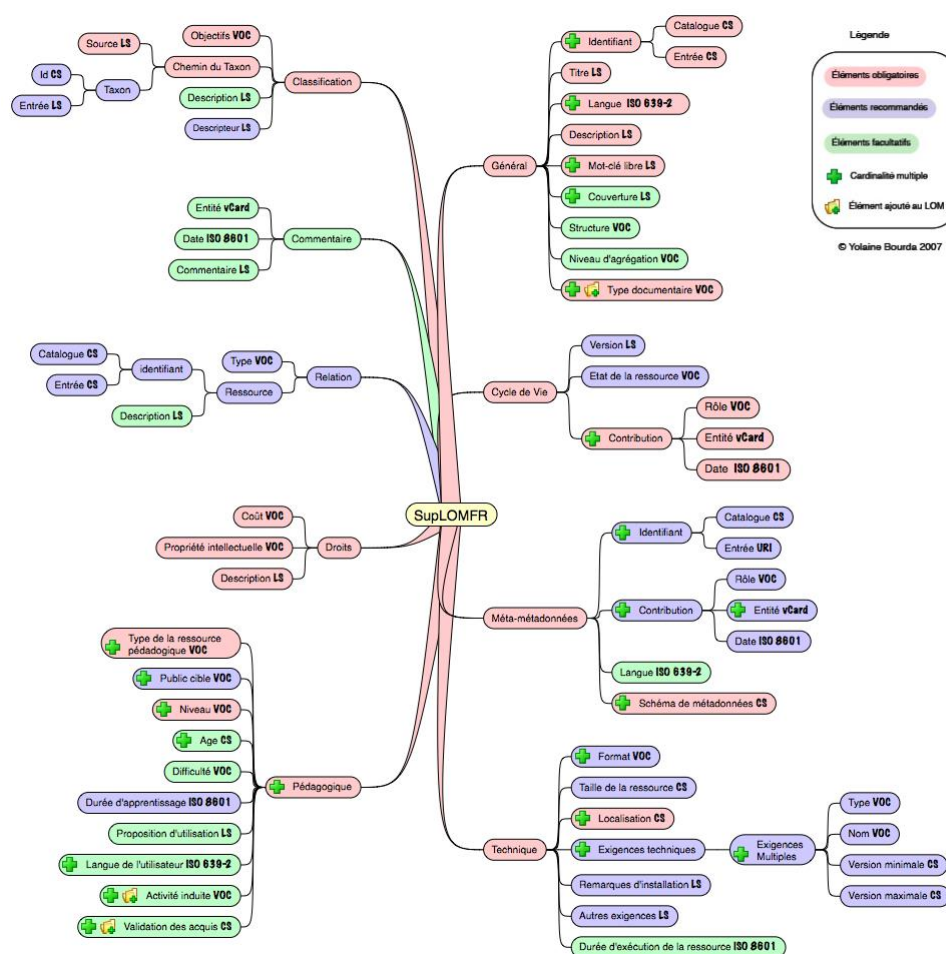 Objectifs VOC
Source LS
Chemin du Taxon
Id CS
Taxon
Entrée LS
Description LS
Descripteur LS
Classification
Entité vCard
Date ISO 8601
Commentaire LS
Commentaire
Catalogue CS
identifiant
Entrée CS
Type VOC
Ressource
Description LS
Relation
Coût VOC
Propriété intellectuelle VOC
Description LS
Droits
Type de la ressource
pédadogique VOC
Public cible VOC
Niveau VOC
Age CS
Difficulté VOC
Durée d'apprentissage ISO 8601
Proposition d'utilisation LS
Langue de l'utilisateur ISO 639-2
Activité induite VOC
Validation des acquis CS
Pédagogique
SupLOMFR
Général
Identifiant
Catalogue CS
Entrée CS
Titre LS
Langue ISO 639-2
Description LS
Mot-clé libre LS
Couverture LS
Structure VOC
Niveau d'agrégation VOC
Type documentaire VOC
Cycle de Vie
Version LS
Etat de la ressource VOC
Contribution
Rôle VOC
Entité vCard
Date ISO 8601
Méta-métadonnées
Identifiant
Catalogue CS
Entrée URI
Contribution
Rôle VOC
Entité vCard
Date ISO 8601
Langue ISO 639-2
Schéma de métadonnées CS
Technique
Format VOC
Taille de la ressource CS
Localisation CS
Exigences techniques
Exigences
Multiples
Type VOC
Nom VOC
Version minimale CS
Version maximale CS
Remarques d'installation LS
Autres exigences LS
Durée d'exécution de la ressource ISO 8601
Légende
Éléments obligatoires
Éléments recommandés
Éléments facultatifs
Cardinalité multiple
Élément ajouté au LOM
© Yolaine Bourda 2007